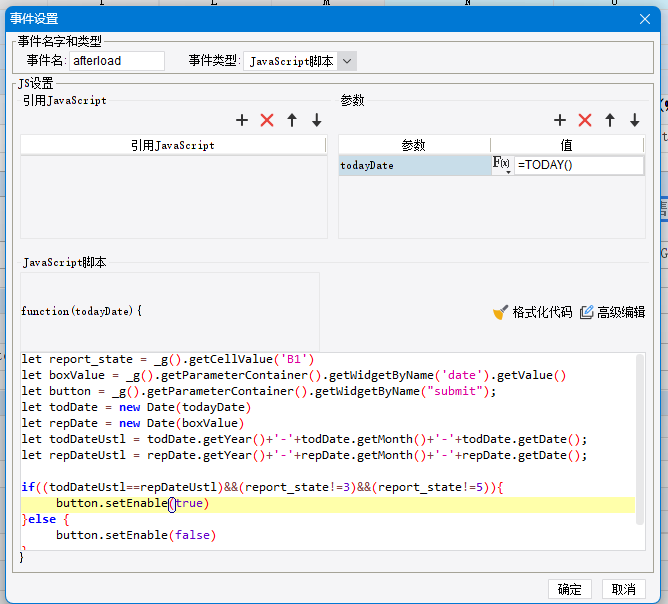 事件设置
事件名字和类型
事件名: afterload 事件类型: JavaScript脚本
JS设置
引用JavaScript 参数
引用JavaScript 参数 值
todayDate F(x) =TODAY()
JavaScript脚本
function(todayDate){
格式化代码 高级编辑
let report_state = _g().getCellValue('B1')
let boxValue = _g().getParameterContainer().getWidgetByName('date').getValue()
let button = _g().getParameterContainer().getWidgetByName("submit");
let todDate = new Date(todayDate)
let repDate = new Date(boxValue)
let todDateUstl = todDate.getYear()+'-'+todDate.getMonth()+'-'+todDate.getDate();
let repDateUstl = repDate.getYear()+'-'+repDate.getMonth()+'-'+repDate.getDate();
if((todDateUstl==repDateUstl)&&(report_state!=3)&&(report_state!=5)){
button.setEnable(true)
}else {
button.setEnable(false)
}
确定 取消